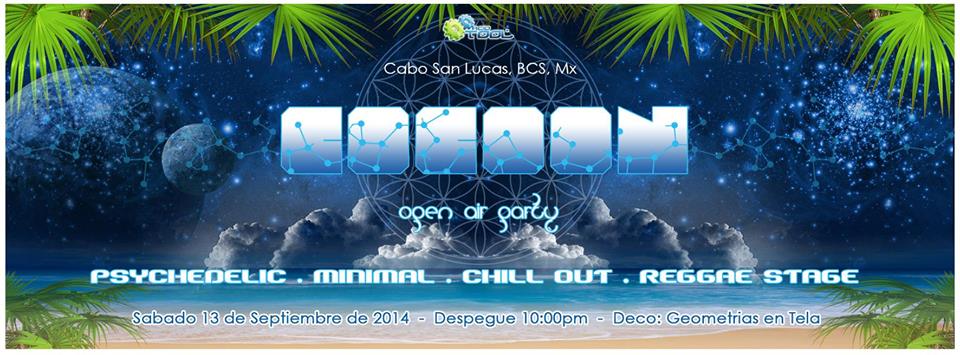 TOOL
Cabo San Lucas, BCS, Mx
COCOON
open air party
PSYCHEDELIC . MINIMAL . CHILL OUT . REGGAE STAGE
Sabado 13 de Septiembre de 2014 - Despegue 10:00pm - Deco: Geometrias en Tela